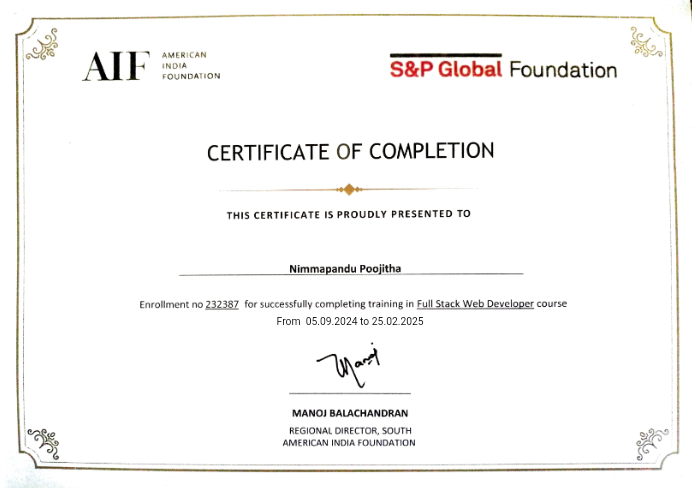 AIF AMERICAN
INDIA
FOUNDATION
S&P Global Foundation
CERTIFICATE OF COMPLETION
THIS CERTIFICATE IS PROUDLY PRESENTED TO
Nimmapandu Poojitha
Enrollment no 232387 for successfully completing training in Full Stack Web Developer course
From 05.09.2024 to 25.02.2025
Manoj
MANOJ BALACHANDRAN
REGIONAL DIRECTOR, SOUTH
AMERICAN INDIA FOUNDATION